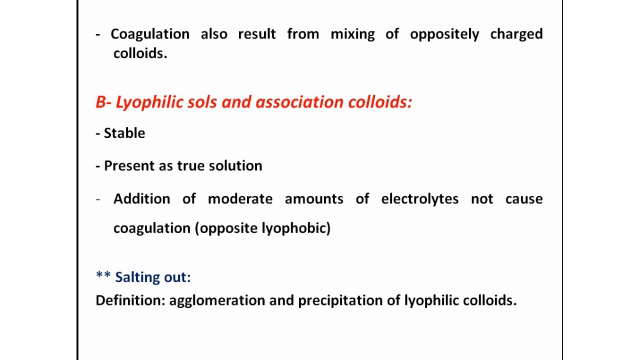 - Coagulation also result from mixing of oppositely charged
colloids.
B- Lyophilic sols and association colloids:
- Stable
- Present as true solution
- Addition of moderate amounts of electrolytes not cause
coagulation (opposite lyophobic)
** Salting out:
Definition: agglomeration and precipitation of lyophilic colloids.